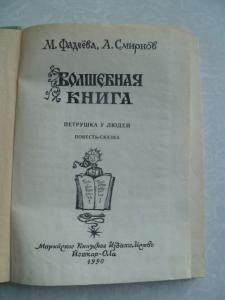 М. Фадеева, А. Смирнов
ВОЛШЕБНАЯ
КНИГА
ПЕТРУШКА У ЛЮДЕЙ
ПОВЕСТЬ-СКАЗКА
Марийское Книжное Издательство
Йошкар-Ола
1990